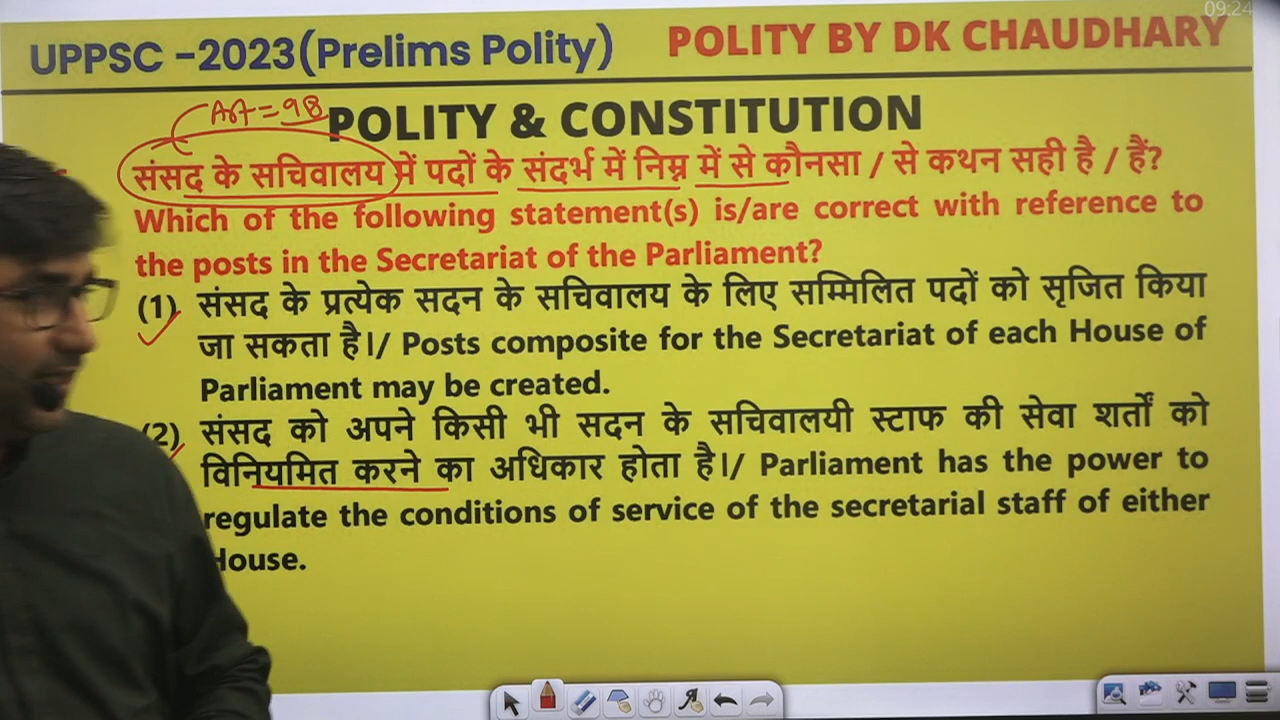 09:24
UPPSC -2023(Prelims Polity) POLITY BY DK CHAUDHARY
Art = 98
POLITY & CONSTITUTION
संसद के सचिवालय में पदों के संदर्भ में निम्न में से कौनसा / से कथन सही है / हैं?
Which of the following statement(s) is/are correct with reference to
the posts in the Secretariat of the Parliament?
(1) संसद के प्रत्येक सदन के सचिवालय के लिए सम्मिलित पदों को सृजित किया
जा सकता है।/ Posts composite for the Secretariat of each House of
Parliament may be created.
(2) संसद को अपने किसी भी सदन के सचिवालयी स्टाफ की सेवा शर्तों को
विनियमित करने का अधिकार होता है।/ Parliament has the power to
regulate the conditions of service of the secretarial staff of either
House.